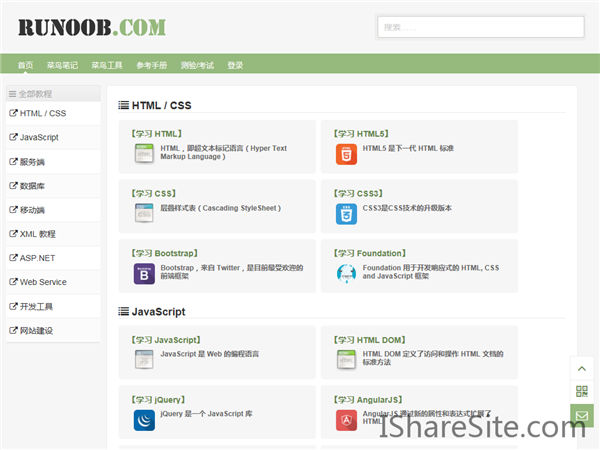 RUNOOB.COM
搜索……
首页 菜鸟笔记 菜鸟工具 参考手册 测验/考试 登录
全部教程
HTML / CSS
JavaScript
服务端
数据库
移动端
XML 教程
ASP.NET
Web Service
开发工具
网站建设
HTML / CSS
【学习 HTML】
HTML，即超文本标记语言（Hyper Text
Markup Language）
【学习 HTML5】
HTML5 是下一代 HTML 标准
【学习 CSS】
层叠样式表（Cascading StyleSheet）
【学习 CSS3】
CSS3是CSS技术的升级版本
【学习 Bootstrap】
Bootstrap，来自 Twitter，是目前最受欢迎的
前端框架
【学习 Foundation】
Foundation 用于开发响应式的 HTML, CSS
and JavaScript 框架
JavaScript
【学习 JavaScript】
JavaScript 是 Web 的编程语言
【学习 HTML DOM】
HTML DOM 定义了访问和操作 HTML 文档的
标准方法
【学习 jQuery】
jQuery 是一个 JavaScript 库
【学习 AngularJS】
AngularJS 通过新的属性和表达式扩展了
HTML
IShareSite.com